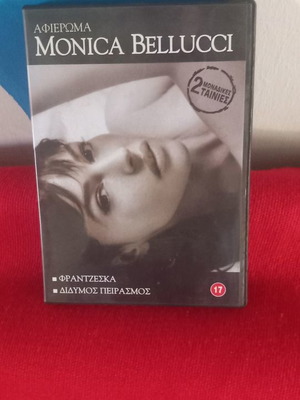 ΑΦΙΕΡΩΜΑ
MONICA BELLUCCI
2 ΜΟΝΑΔΙΚΕΣ
ΤΑΙΝΙΕΣ
ΦΡΑΝΤΖΕΣΚΑ
ΔΙΔΥΜΟΣ ΠΕΙΡΑΣΜΟΣ
17